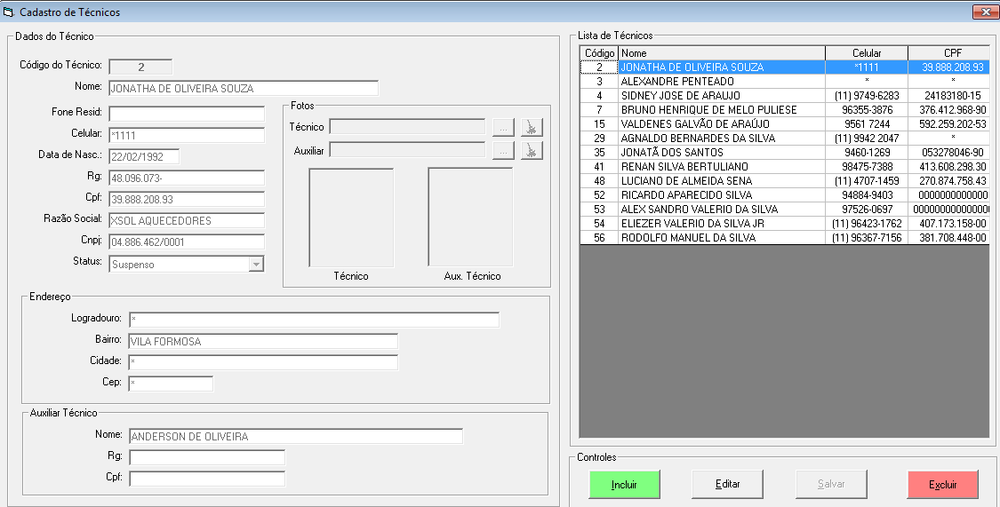 Cadastro de Técnicos
Dados do Técnico
Código do Técnico: 2
Nome: JONATHA DE OLIVEIRA SOUZA
Fone Resid:
Celular: *1111
Data de Nasc.: 22/02/1992
Rg: 48.096.073-
Cpf: 39.888.208.93
Razão Social: XSOL AQUECEDORES
Cnpj: 04.886.462/0001
Status: Suspenso
Fotos
Técnico ...
Auxiliar ...
Técnico Aux. Técnico
Endereço
Logradouro: *
Bairro: VILA FORMOSA
Cidade: *
Cep: *
Auxiliar Técnico
Nome: ANDERSON DE OLIVEIRA
Rg:
Cpf:
Lista de Técnicos
Código Nome Celular CPF
2 JONATHA DE OLIVEIRA SOUZA *1111 39.888.208.93
3 ALEXANDRE PENTEADO * *
4 SIDNEY JOSE DE ARAUJO (11) 9749-6283 24183180-15
7 BRUNO HENRIQUE DE MELO PULIESE 96355-3876 376.412.968-90
15 VALDENES GALVÃO DE ARAÚJO 9561 7244 592.259.202-53
29 AGNALDO BERNARDES DA SILVA (11) 9942 2047 *
35 JONATÃ DOS SANTOS 9460-1269 053278046-90
41 RENAN SILVA BERTULIANO 98475-7388 413.608.298.30
48 LUCIANO DE ALMEIDA SENA (11) 4707-1459 270.874.758.43
52 RICARDO APARECIDO SILVA 94884-9403 0000000000000
53 ALEX SANDRO VALERIO DA SILVA 97526-0697 00000000000000
54 ELIEZER VALERIO DA SILVA JR (11) 96423-1762 407.173.158-00
56 RODOLFO MANUEL DA SILVA (11) 96367-7156 381.708.448-00
Controles
Incluir Editar Salvar Excluir